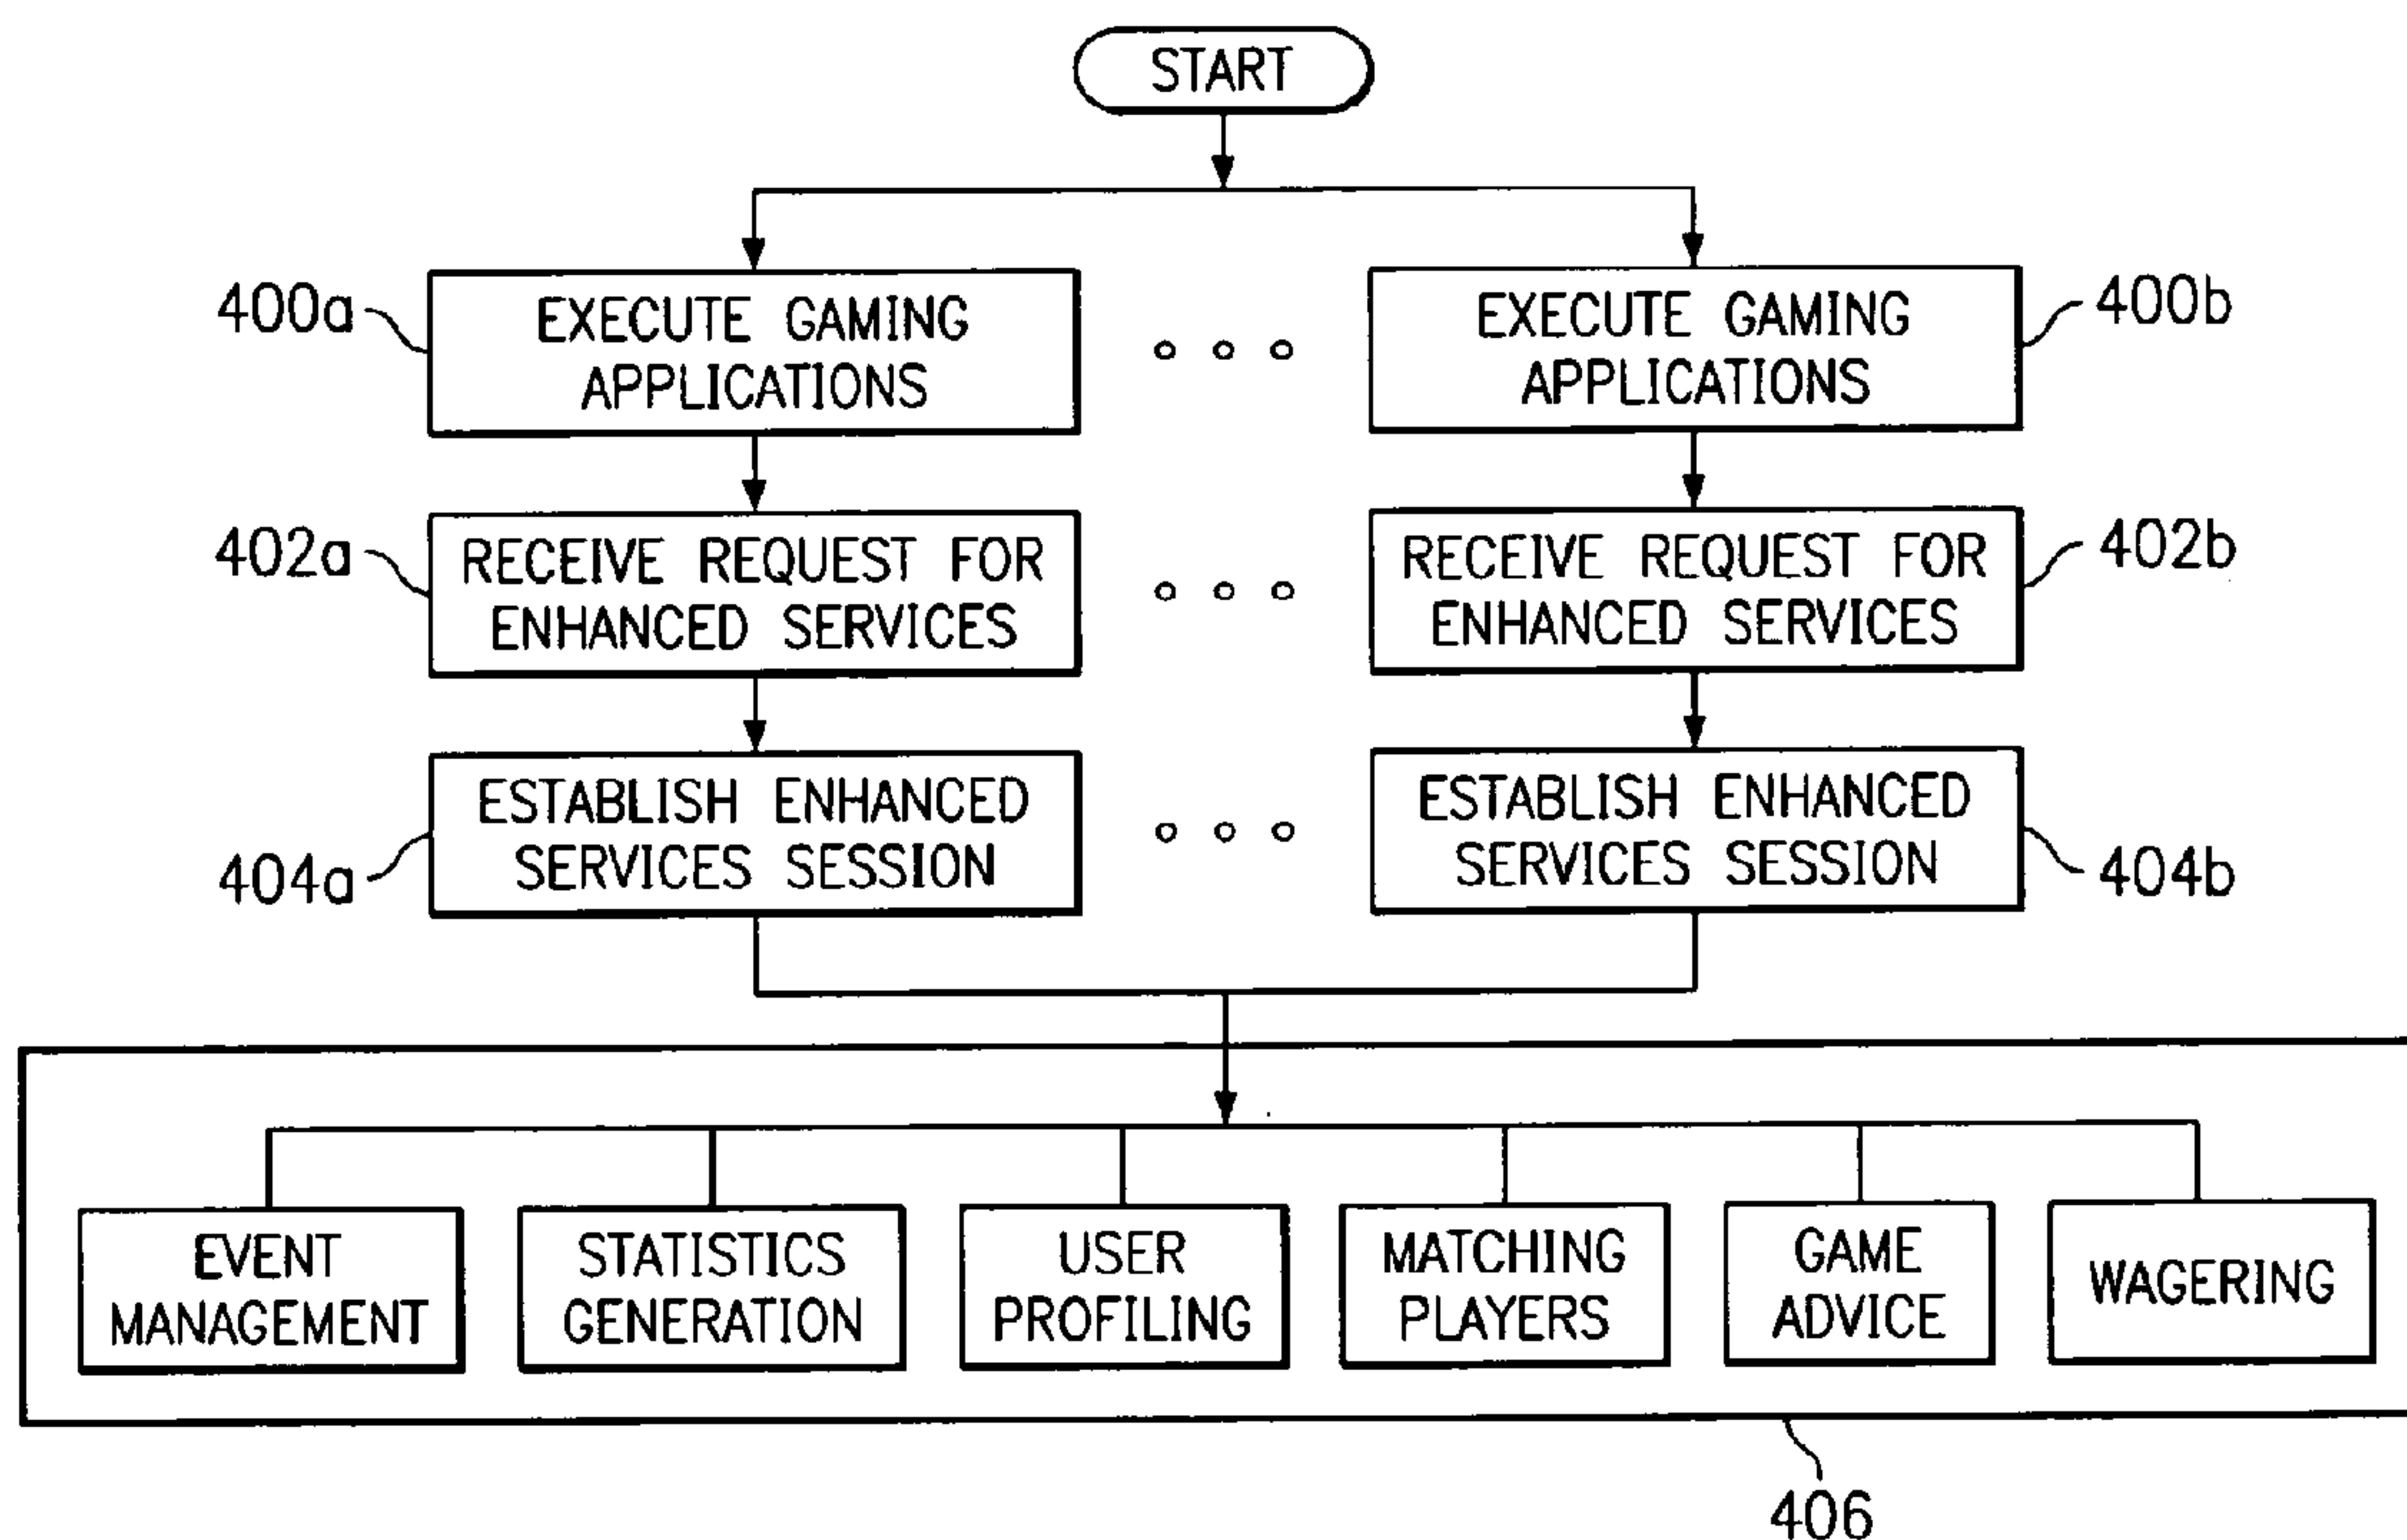 START
400a
EXECUTE GAMING
APPLICATIONS
EXECUTE GAMING
APPLICATIONS
400b
402a
RECEIVE REQUEST FOR
ENHANCED SERVICES
RECEIVE REQUEST FOR
ENHANCED SERVICES
402b
404a
ESTABLISH ENHANCED
SERVICES SESSION
ESTABLISH ENHANCED
SERVICES SESSION
404b
EVENT
MANAGEMENT
STATISTICS
GENERATION
USER
PROFILING
MATCHING
PLAYERS
GAME
ADVICE
WAGERING
406